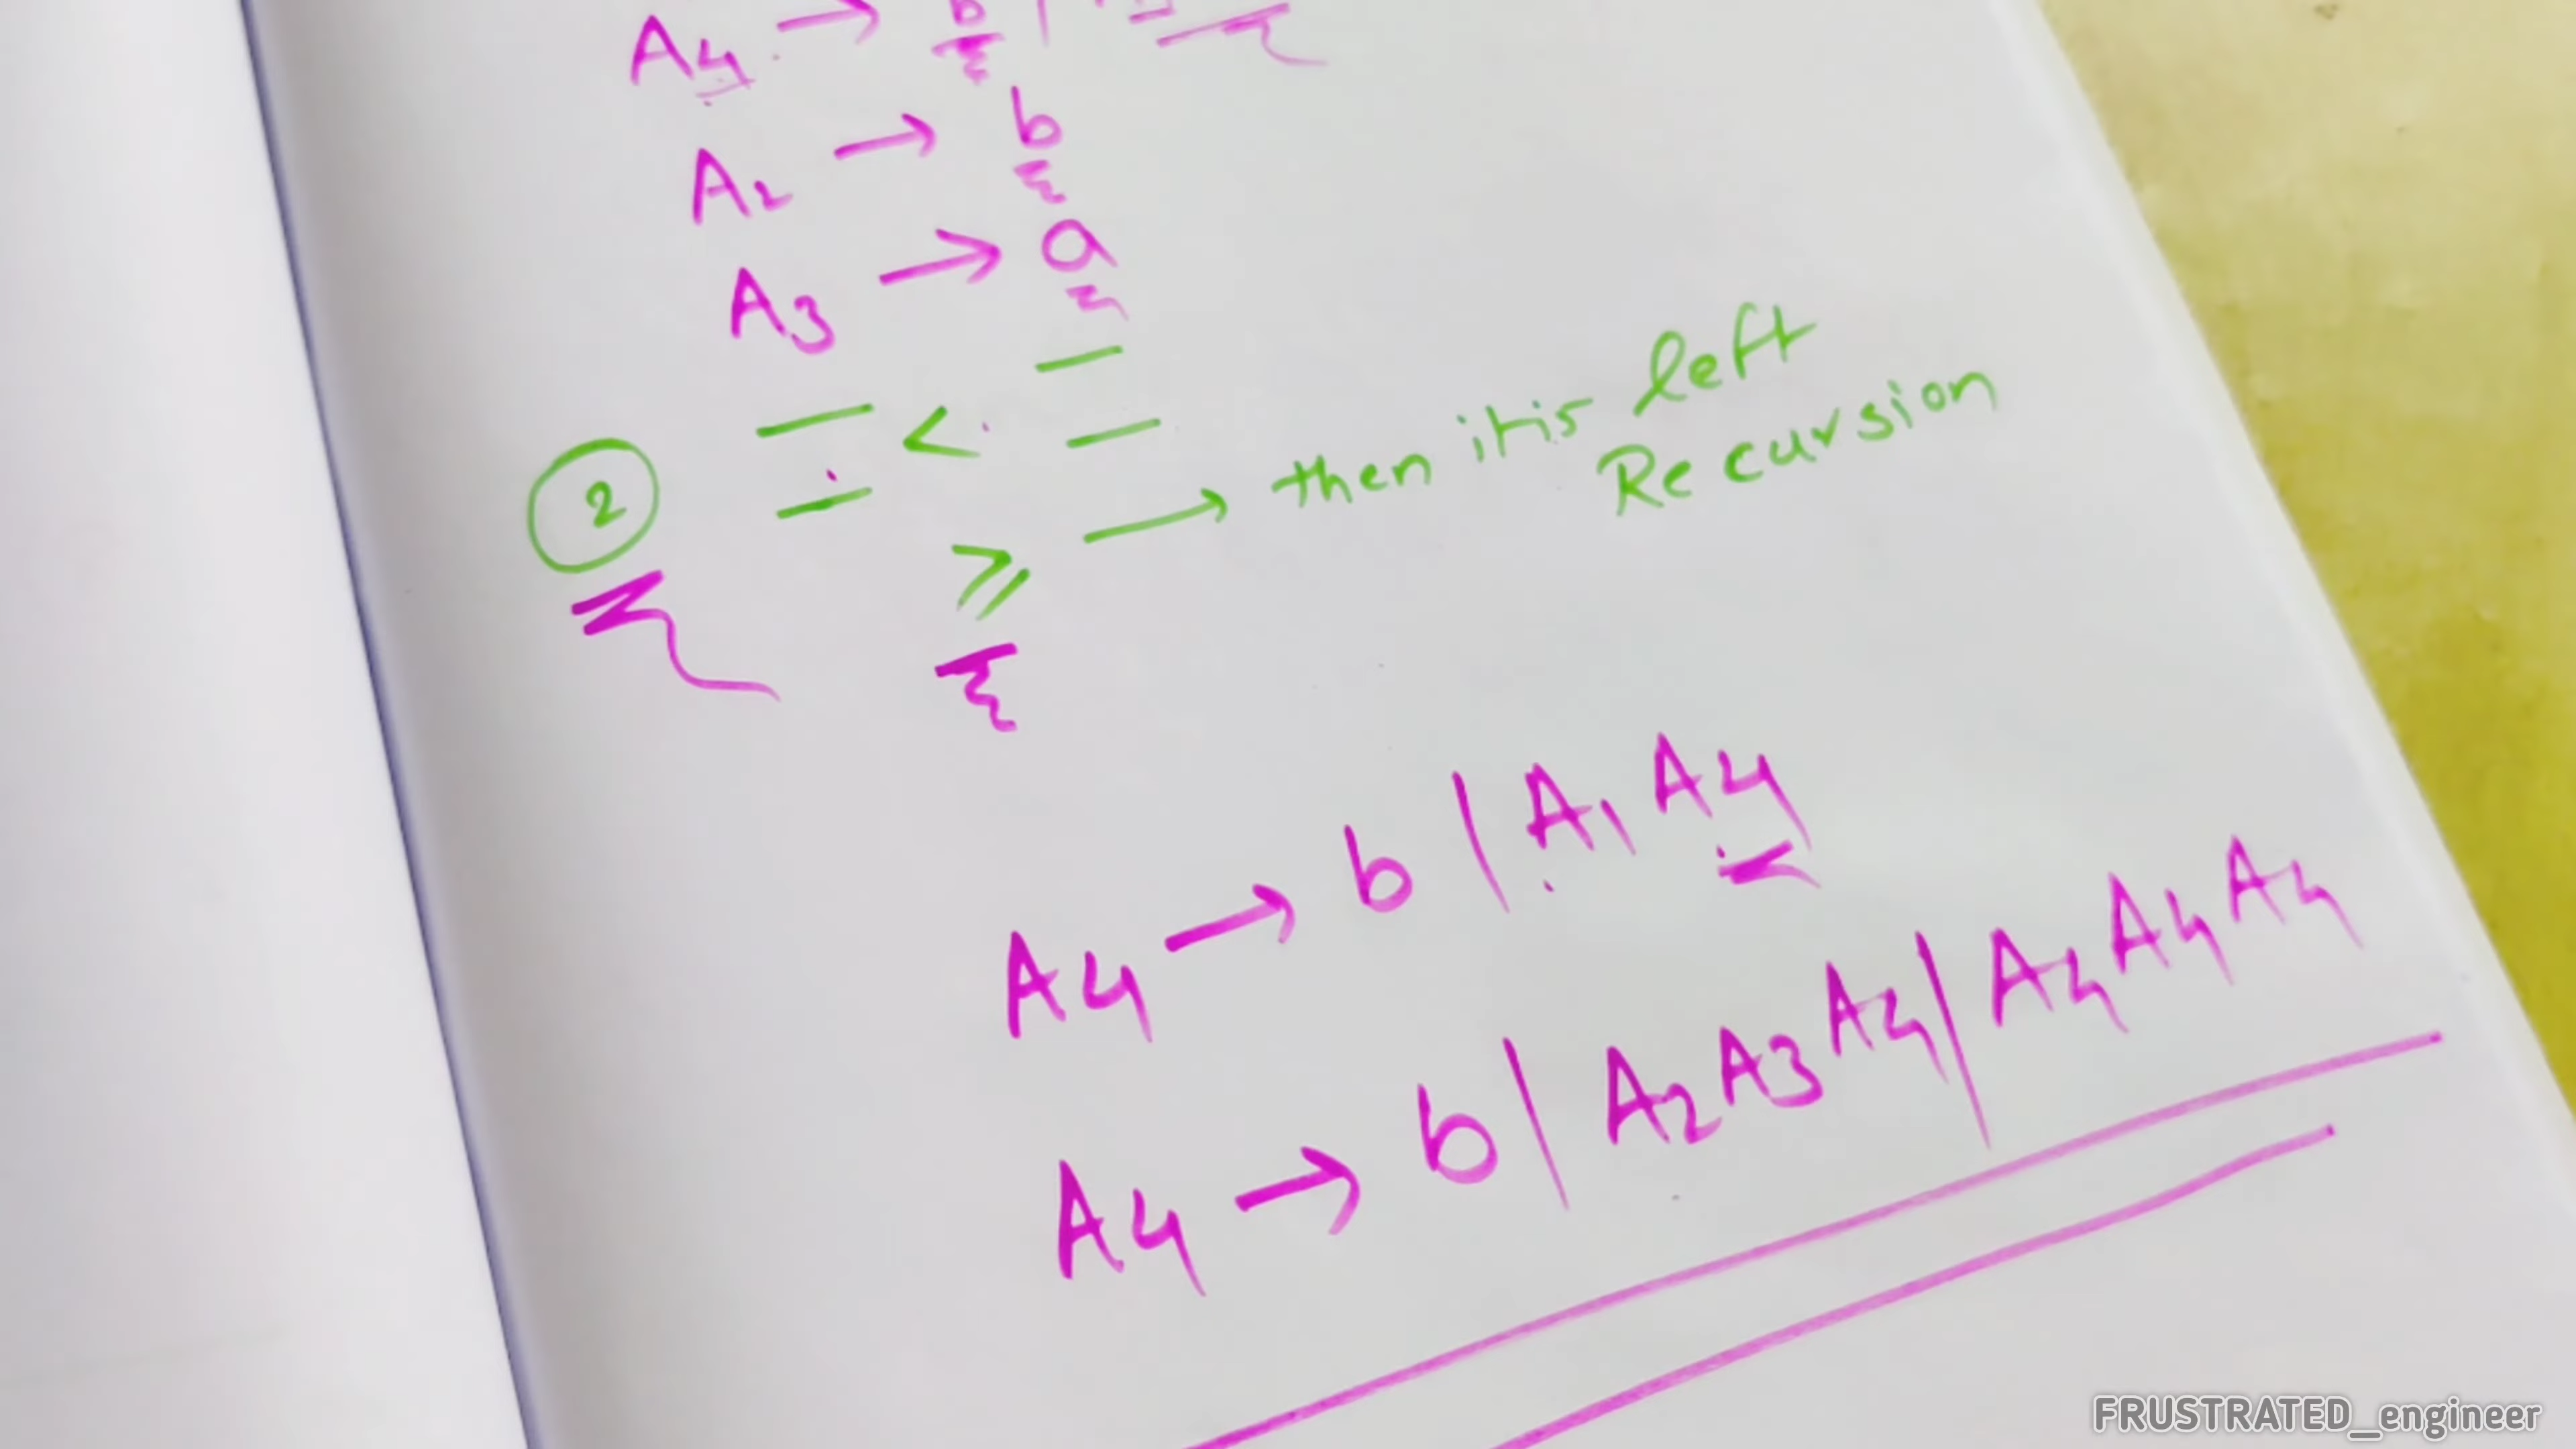 A4 → b |
A2 → b
A3 → a
2 <
≥ → then it is left
Recursion
A4 → b | A1 A4
A4 → b | A2 A3 A4 | A4 A4 A4
FRUSTRATED_engineer